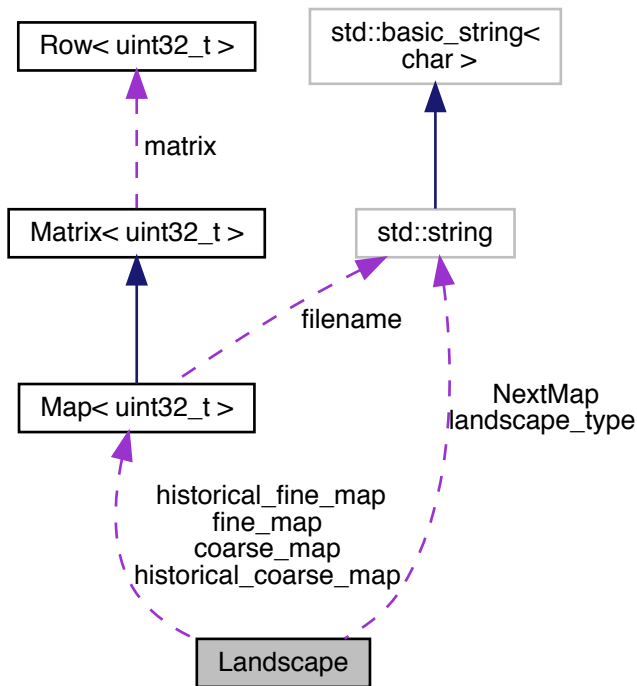 Row< uint32_t >
std::basic_string<
char >
matrix
Matrix< uint32_t >
std::string
filename
Map< uint32_t >
NextMap
landscape_type
historical_fine_map
fine_map
coarse_map
historical_coarse_map
Landscape